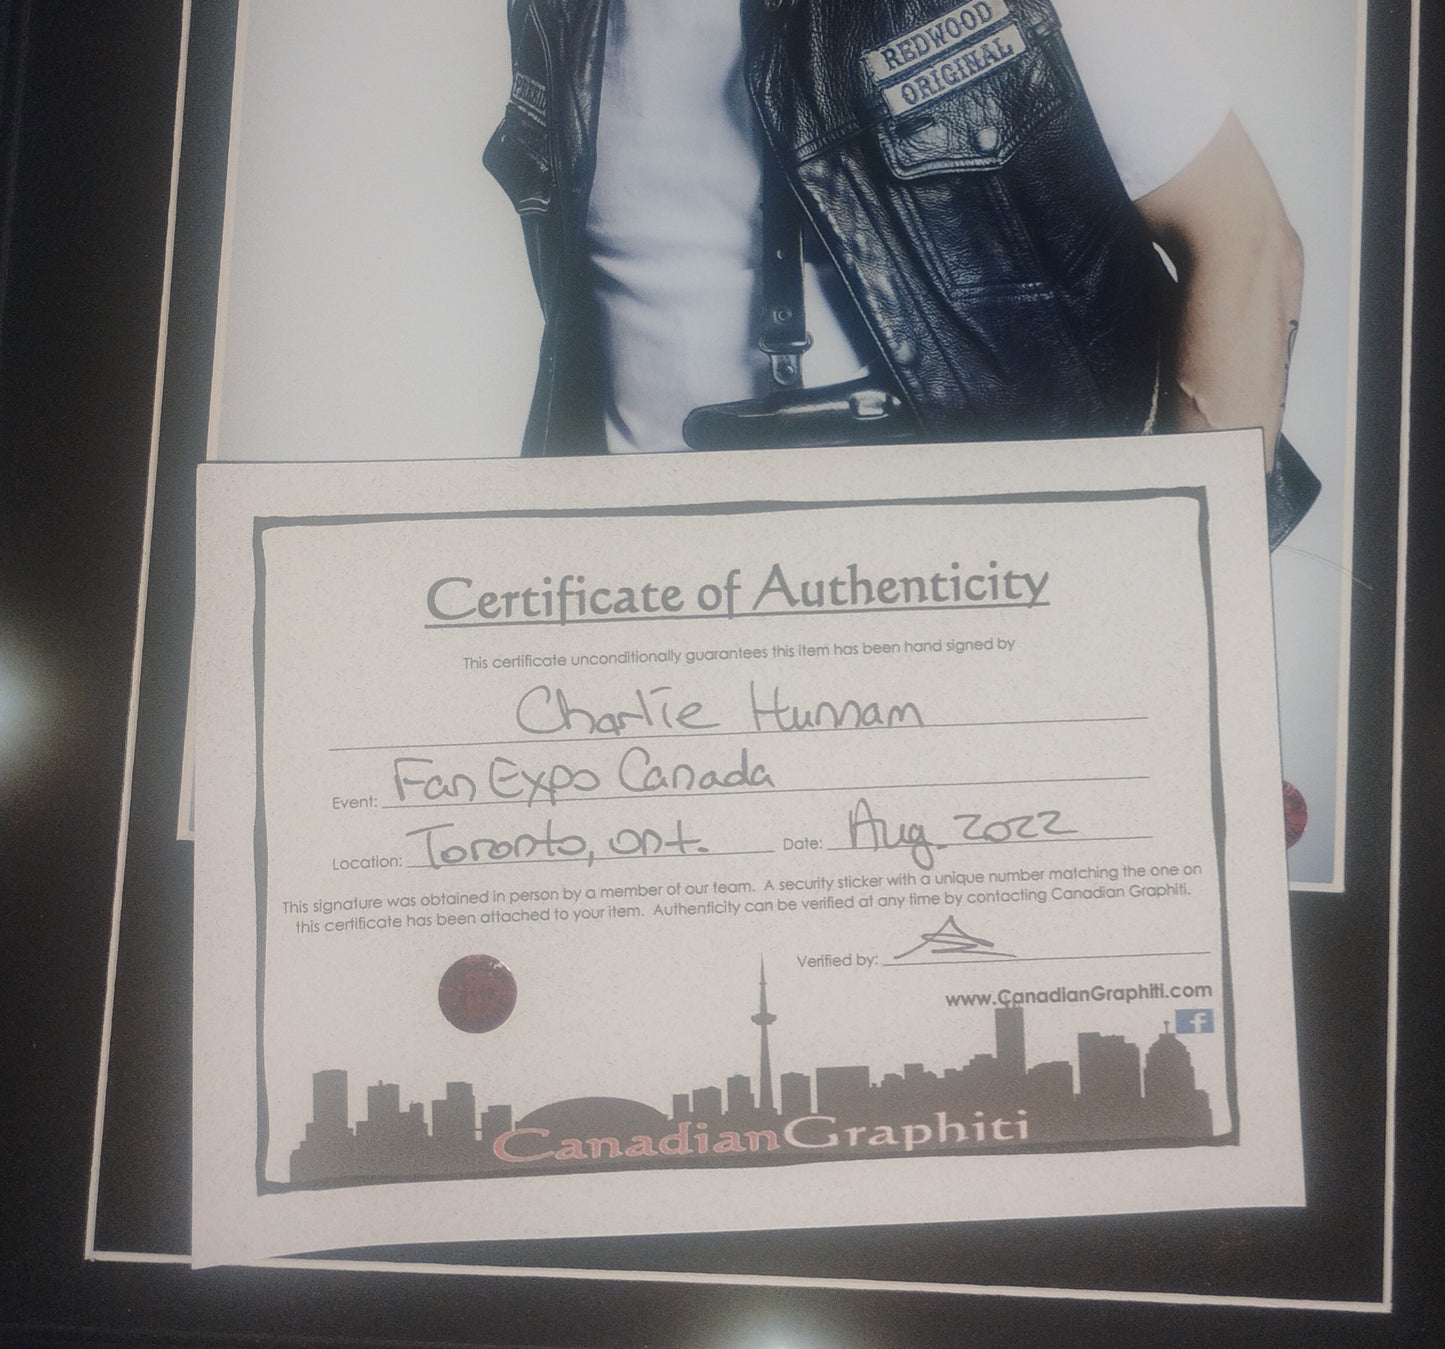 REDWOOD
ORIGINAL
Certificate of Authenticity
This certificate unconditionally guarantees this item has been hand signed by
Charlie Hunnam
Event: Fan Expo Canada
Location: Toronto, Ont. Date: Aug. 2022
This signature was obtained in person by a member of our team. A security sticker with a unique number matching the one on
this certificate has been attached to your item. Authenticity can be verified at any time by contacting Canadian Graphiti.
Verified by:
www.CanadianGraphiti.com
f
CanadianGraphiti